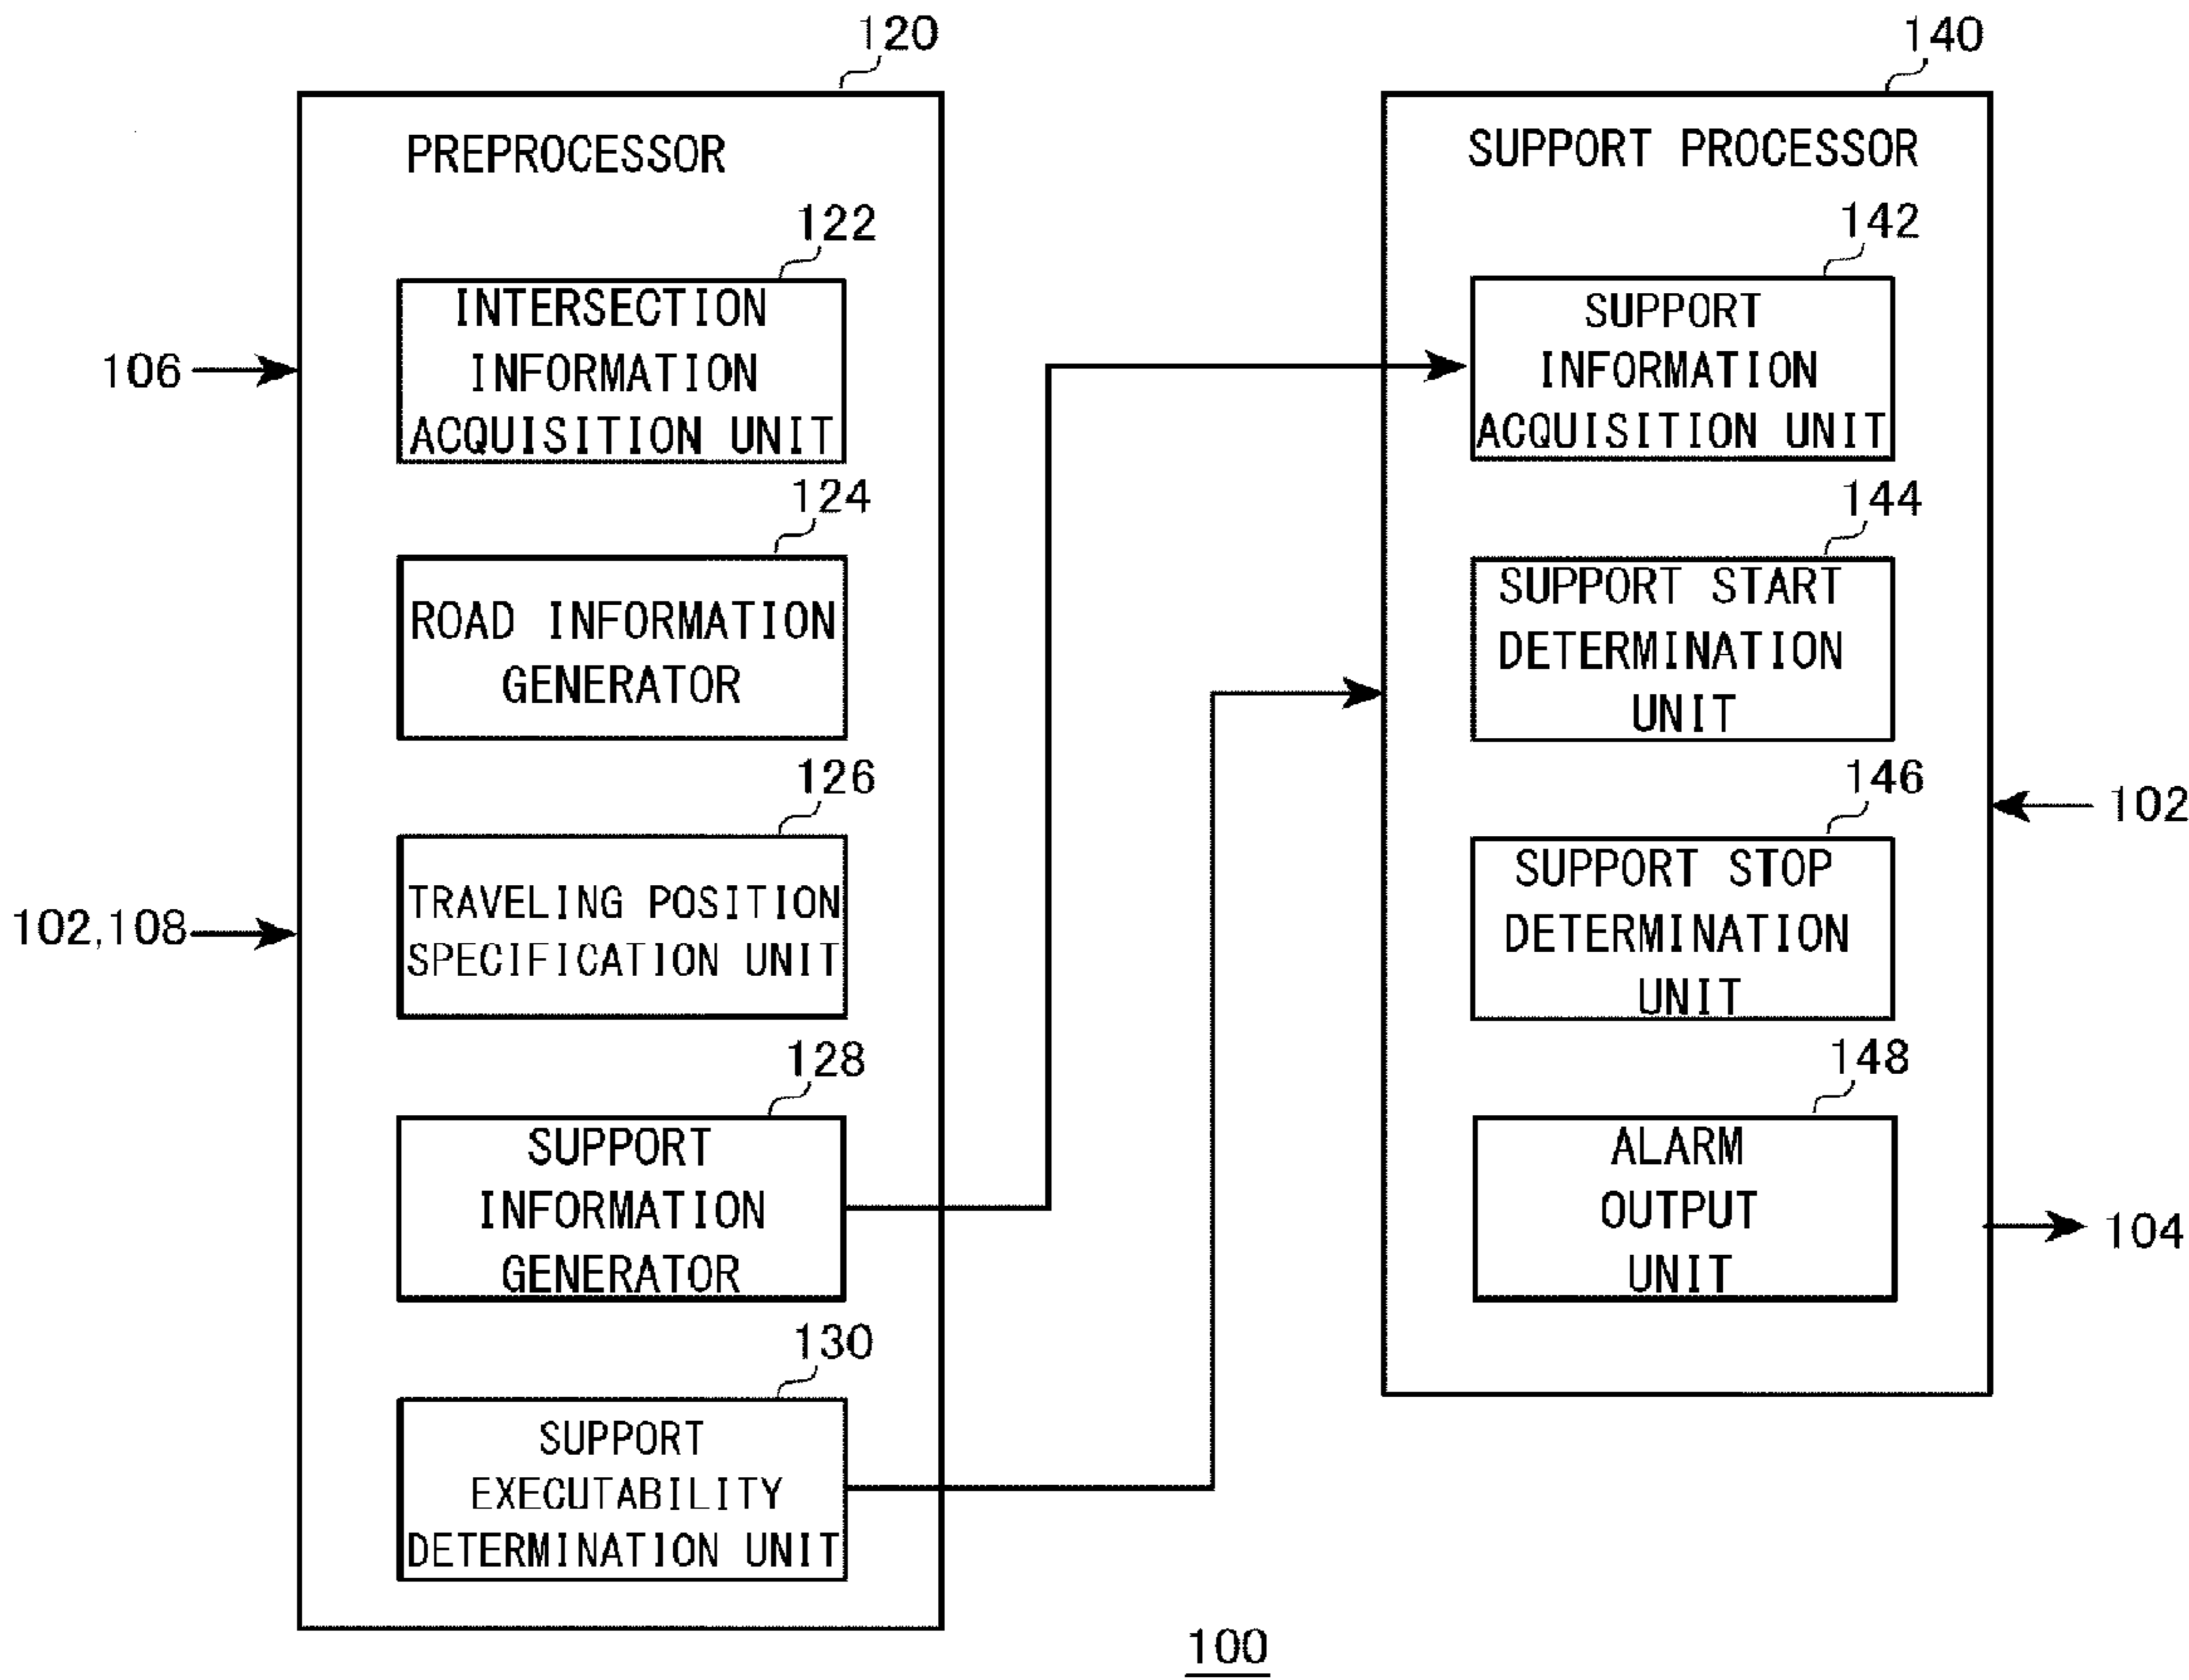 120
PREPROCESSOR
122
INTERSECTION
INFORMATION
ACQUISITION UNIT
106
124
ROAD INFORMATION
GENERATOR
126
TRAVELING POSITION
SPECIFICATION UNIT
102,108
128
SUPPORT
INFORMATION
GENERATOR
130
SUPPORT
EXECUTABILITY
DETERMINATION UNIT
140
SUPPORT PROCESSOR
142
SUPPORT
INFORMATION
ACQUISITION UNIT
144
SUPPORT START
DETERMINATION
UNIT
146
SUPPORT STOP
DETERMINATION
UNIT
102
148
ALARM
OUTPUT
UNIT
104
100